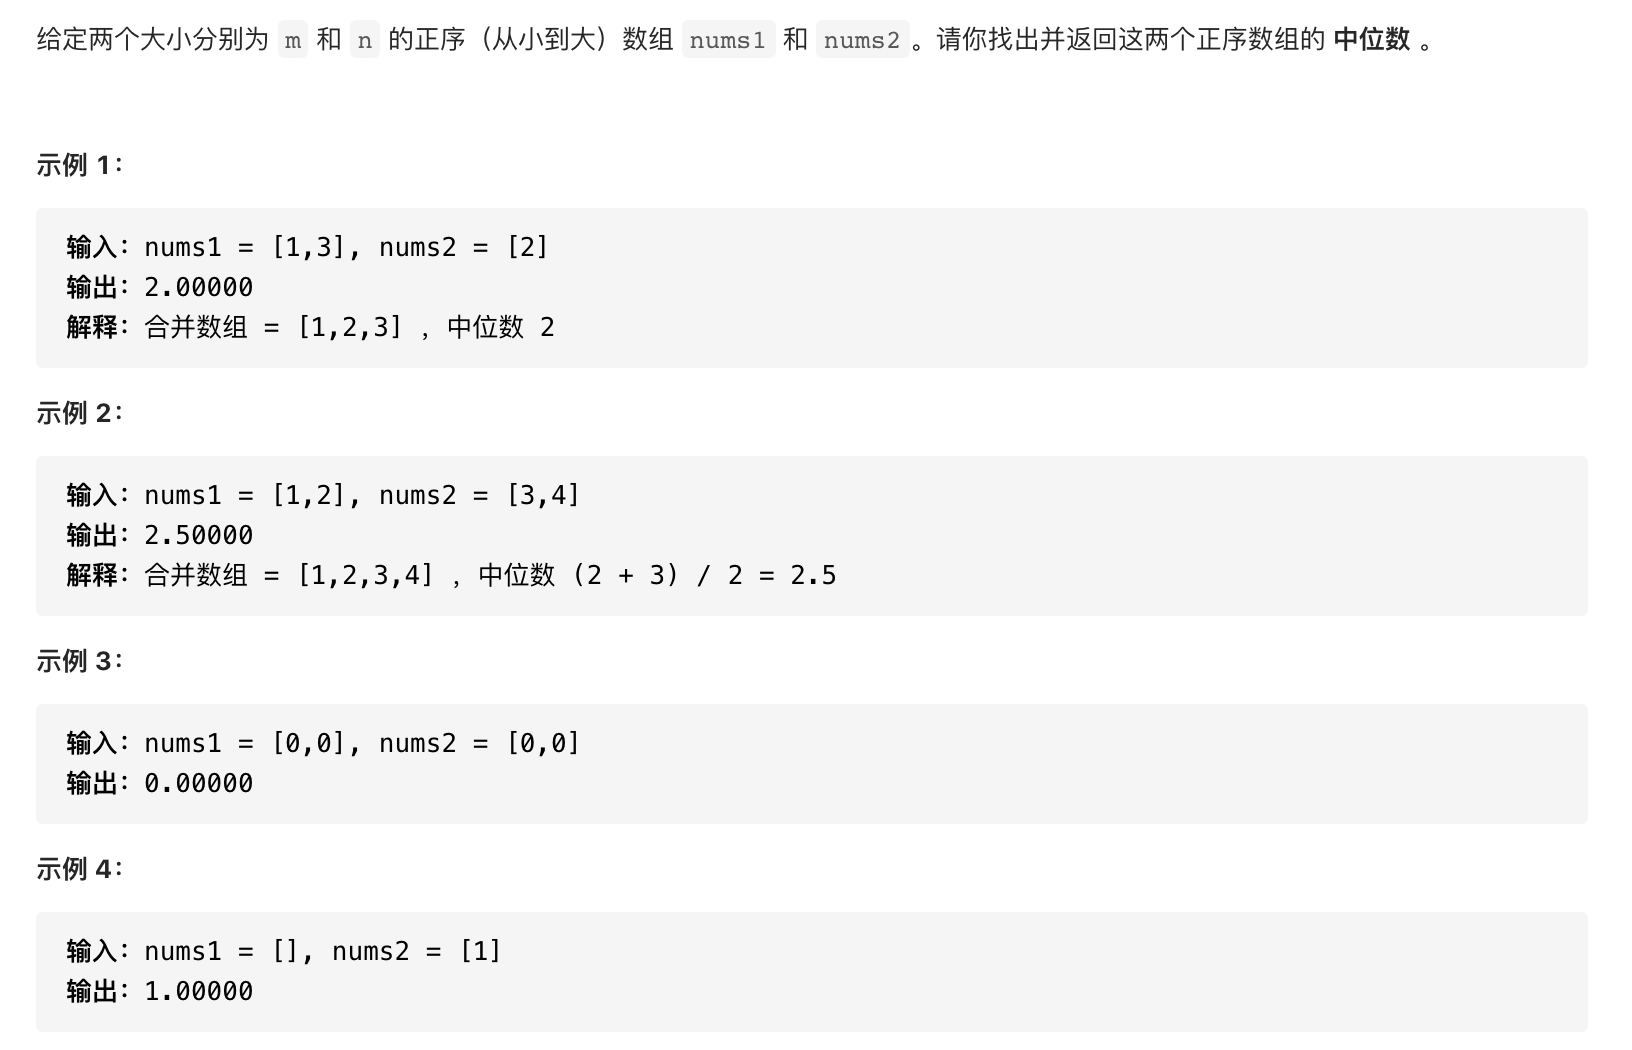 给定两个大小分别为 m 和 n 的正序（从小到大）数组 nums1 和 nums2 。请你找出并返回这两个正序数组的 中位数 。
示例 1：
输入：nums1 = [1,3], nums2 = [2]
输出：2.00000
解释：合并数组 = [1,2,3] ，中位数 2
示例 2：
输入：nums1 = [1,2], nums2 = [3,4]
输出：2.50000
解释：合并数组 = [1,2,3,4] ，中位数 (2 + 3) / 2 = 2.5
示例 3：
输入：nums1 = [0,0], nums2 = [0,0]
输出：0.00000
示例 4：
输入：nums1 = [], nums2 = [1]
输出：1.00000